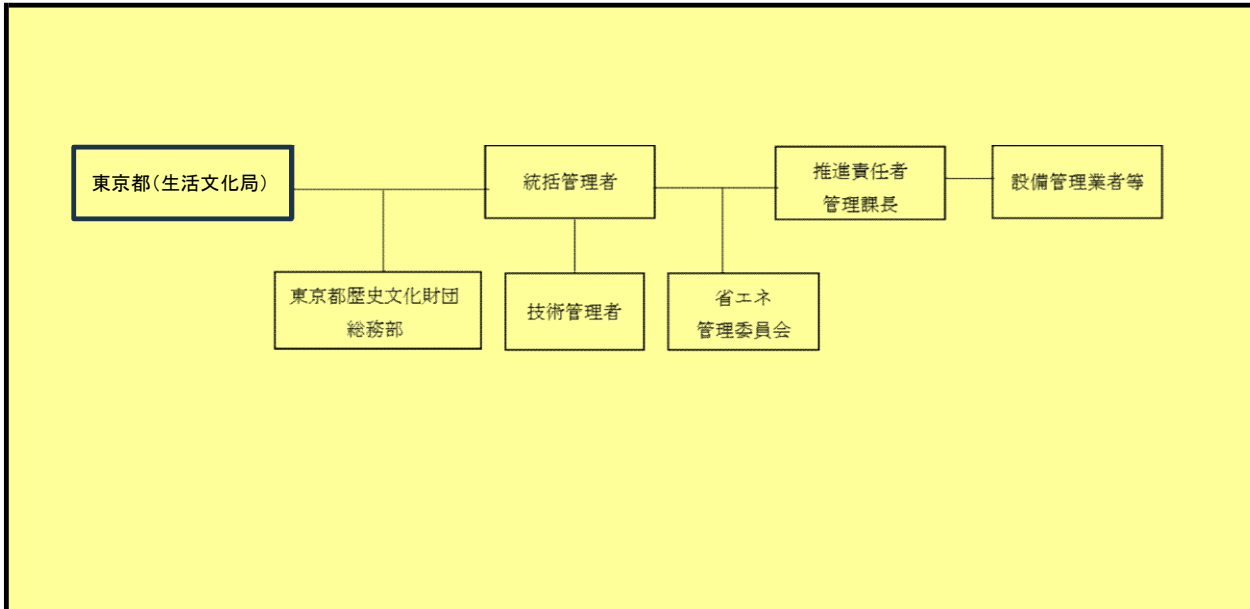 東京都（生活文化局）
統括管理者
推進責任者
管理課長
設備管理業者等
東京都歴史文化財団
総務部
技術管理者
省エネ
管理委員会